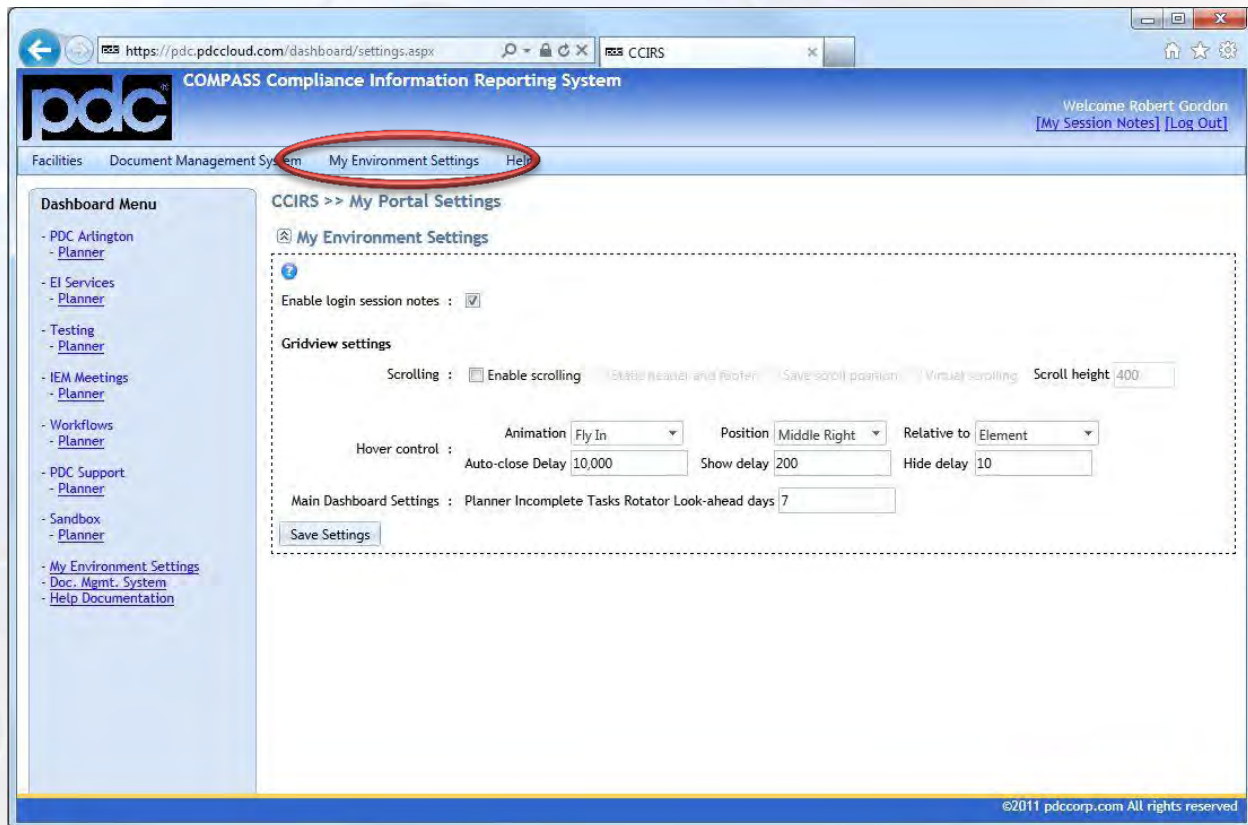 https://pdc.pdccloud.com/dashboard/settings.aspx
CCIRS
pdc®
COMPASS Compliance Information Reporting System
Welcome Robert Gordon
[My Session Notes] [Log Out]
Facilities Document Management System My Environment Settings Help
Dashboard Menu
- PDC Arlington
- Planner
- EI Services
- Planner
- Testing
- Planner
- IEM Meetings
- Planner
- Workflows
- Planner
- PDC Support
- Planner
- Sandbox
- Planner
- My Environment Settings
- Doc. Mgmt. System
- Help Documentation
CCIRS >> My Portal Settings
My Environment Settings
Enable login session notes :
Gridview settings
Scrolling : Enable scrolling Static header and footer Save scroll position Virtual scrolling Scroll height 400
Animation Fly In Position Middle Right Relative to Element
Hover control :
Auto-close Delay 10,000 Show delay 200 Hide delay 10
Main Dashboard Settings : Planner Incomplete Tasks Rotator Look-ahead days 7
Save Settings
©2011 pdccorp.com All rights reserved